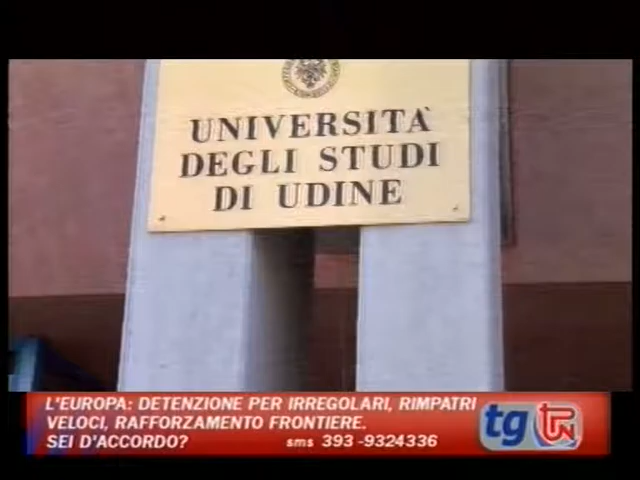 UNIVERSITÀ
DEGLI STUDI
DI UDINE
L'EUROPA: DETENZIONE PER IRREGOLARI, RIMPATRI
VELOCI, RAFFORZAMENTO FRONTIERE.
SEI D'ACCORDO? sms 393 -9324336
tg TPN